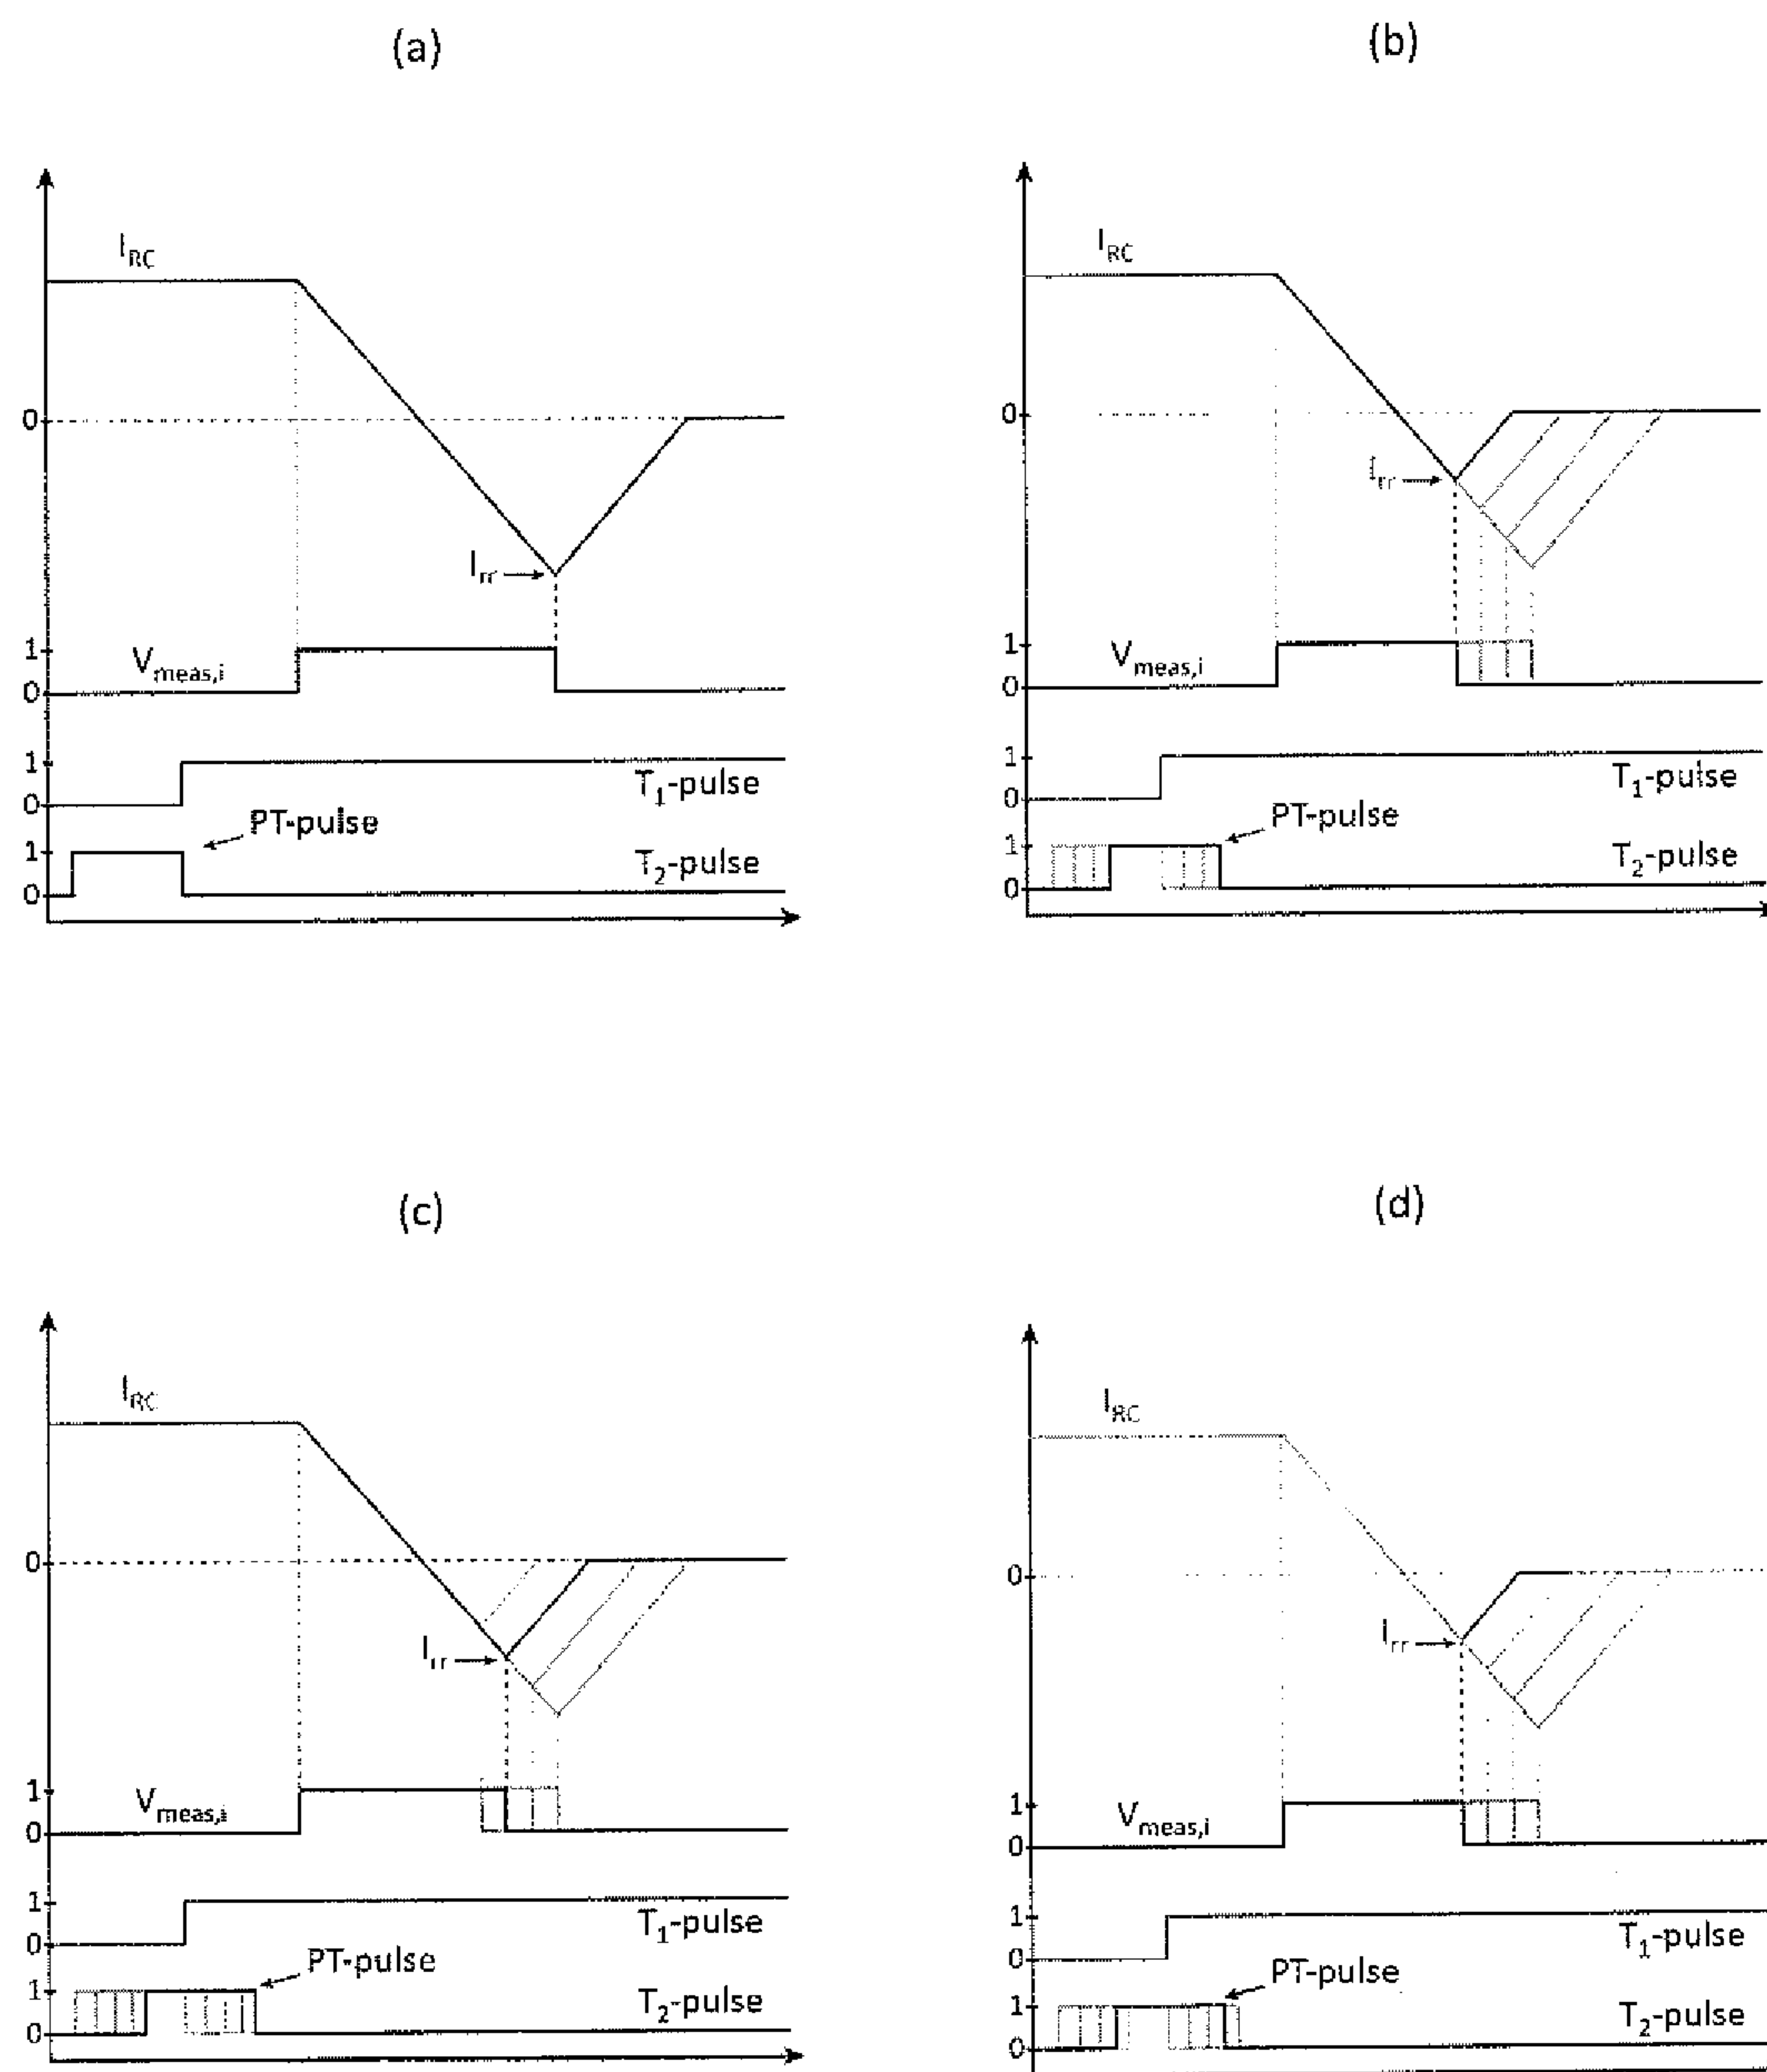 (a)
I_RC
0
I_rr
1
V_meas,i
0
1
T_1-pulse
0
PT-pulse
1
T_2-pulse
0
(b)
I_RC
0
I_rr
1
V_meas,i
0
1
T_1-pulse
0
PT-pulse
1
T_2-pulse
0
(c)
I_RC
0
I_rr
1
V_meas,i
0
1
T_1-pulse
0
PT-pulse
1
T_2-pulse
0
(d)
I_RC
0
I_rr
1
V_meas,i
0
1
T_1-pulse
0
PT-pulse
1
T_2-pulse
0